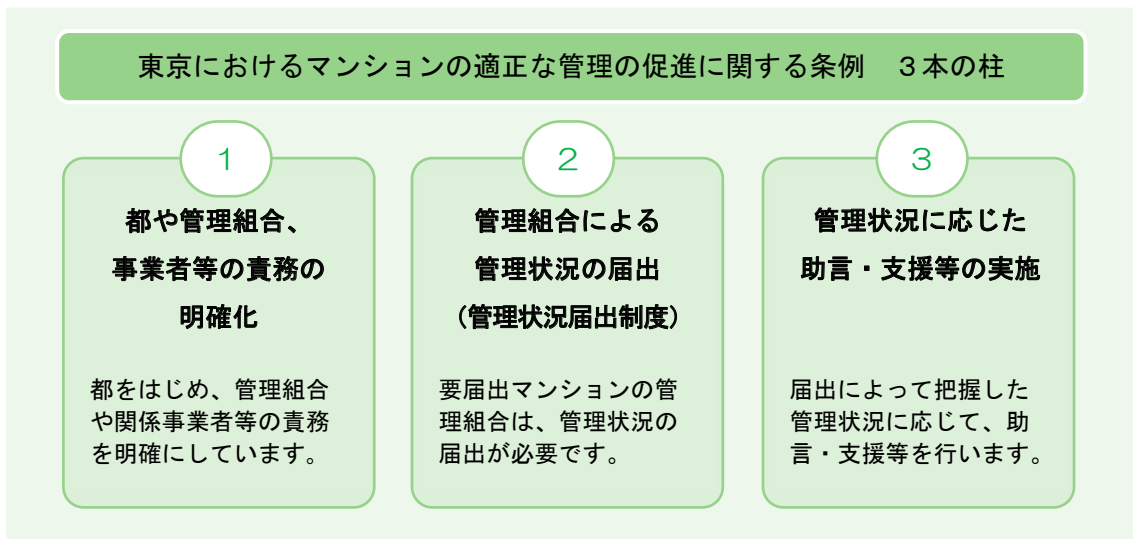 東京におけるマンションの適正な管理の促進に関する条例　３本の柱
１
都や管理組合、
事業者等の責務の
明確化
都をはじめ、管理組合
や関係事業者等の責務
を明確にしています。
２
管理組合による
管理状況の届出
（管理状況届出制度）
要届出マンションの管
理組合は、管理状況の
届出が必要です。
３
管理状況に応じた
助言・支援等の実施
届出によって把握した
管理状況に応じて、助
言・支援等を行います。